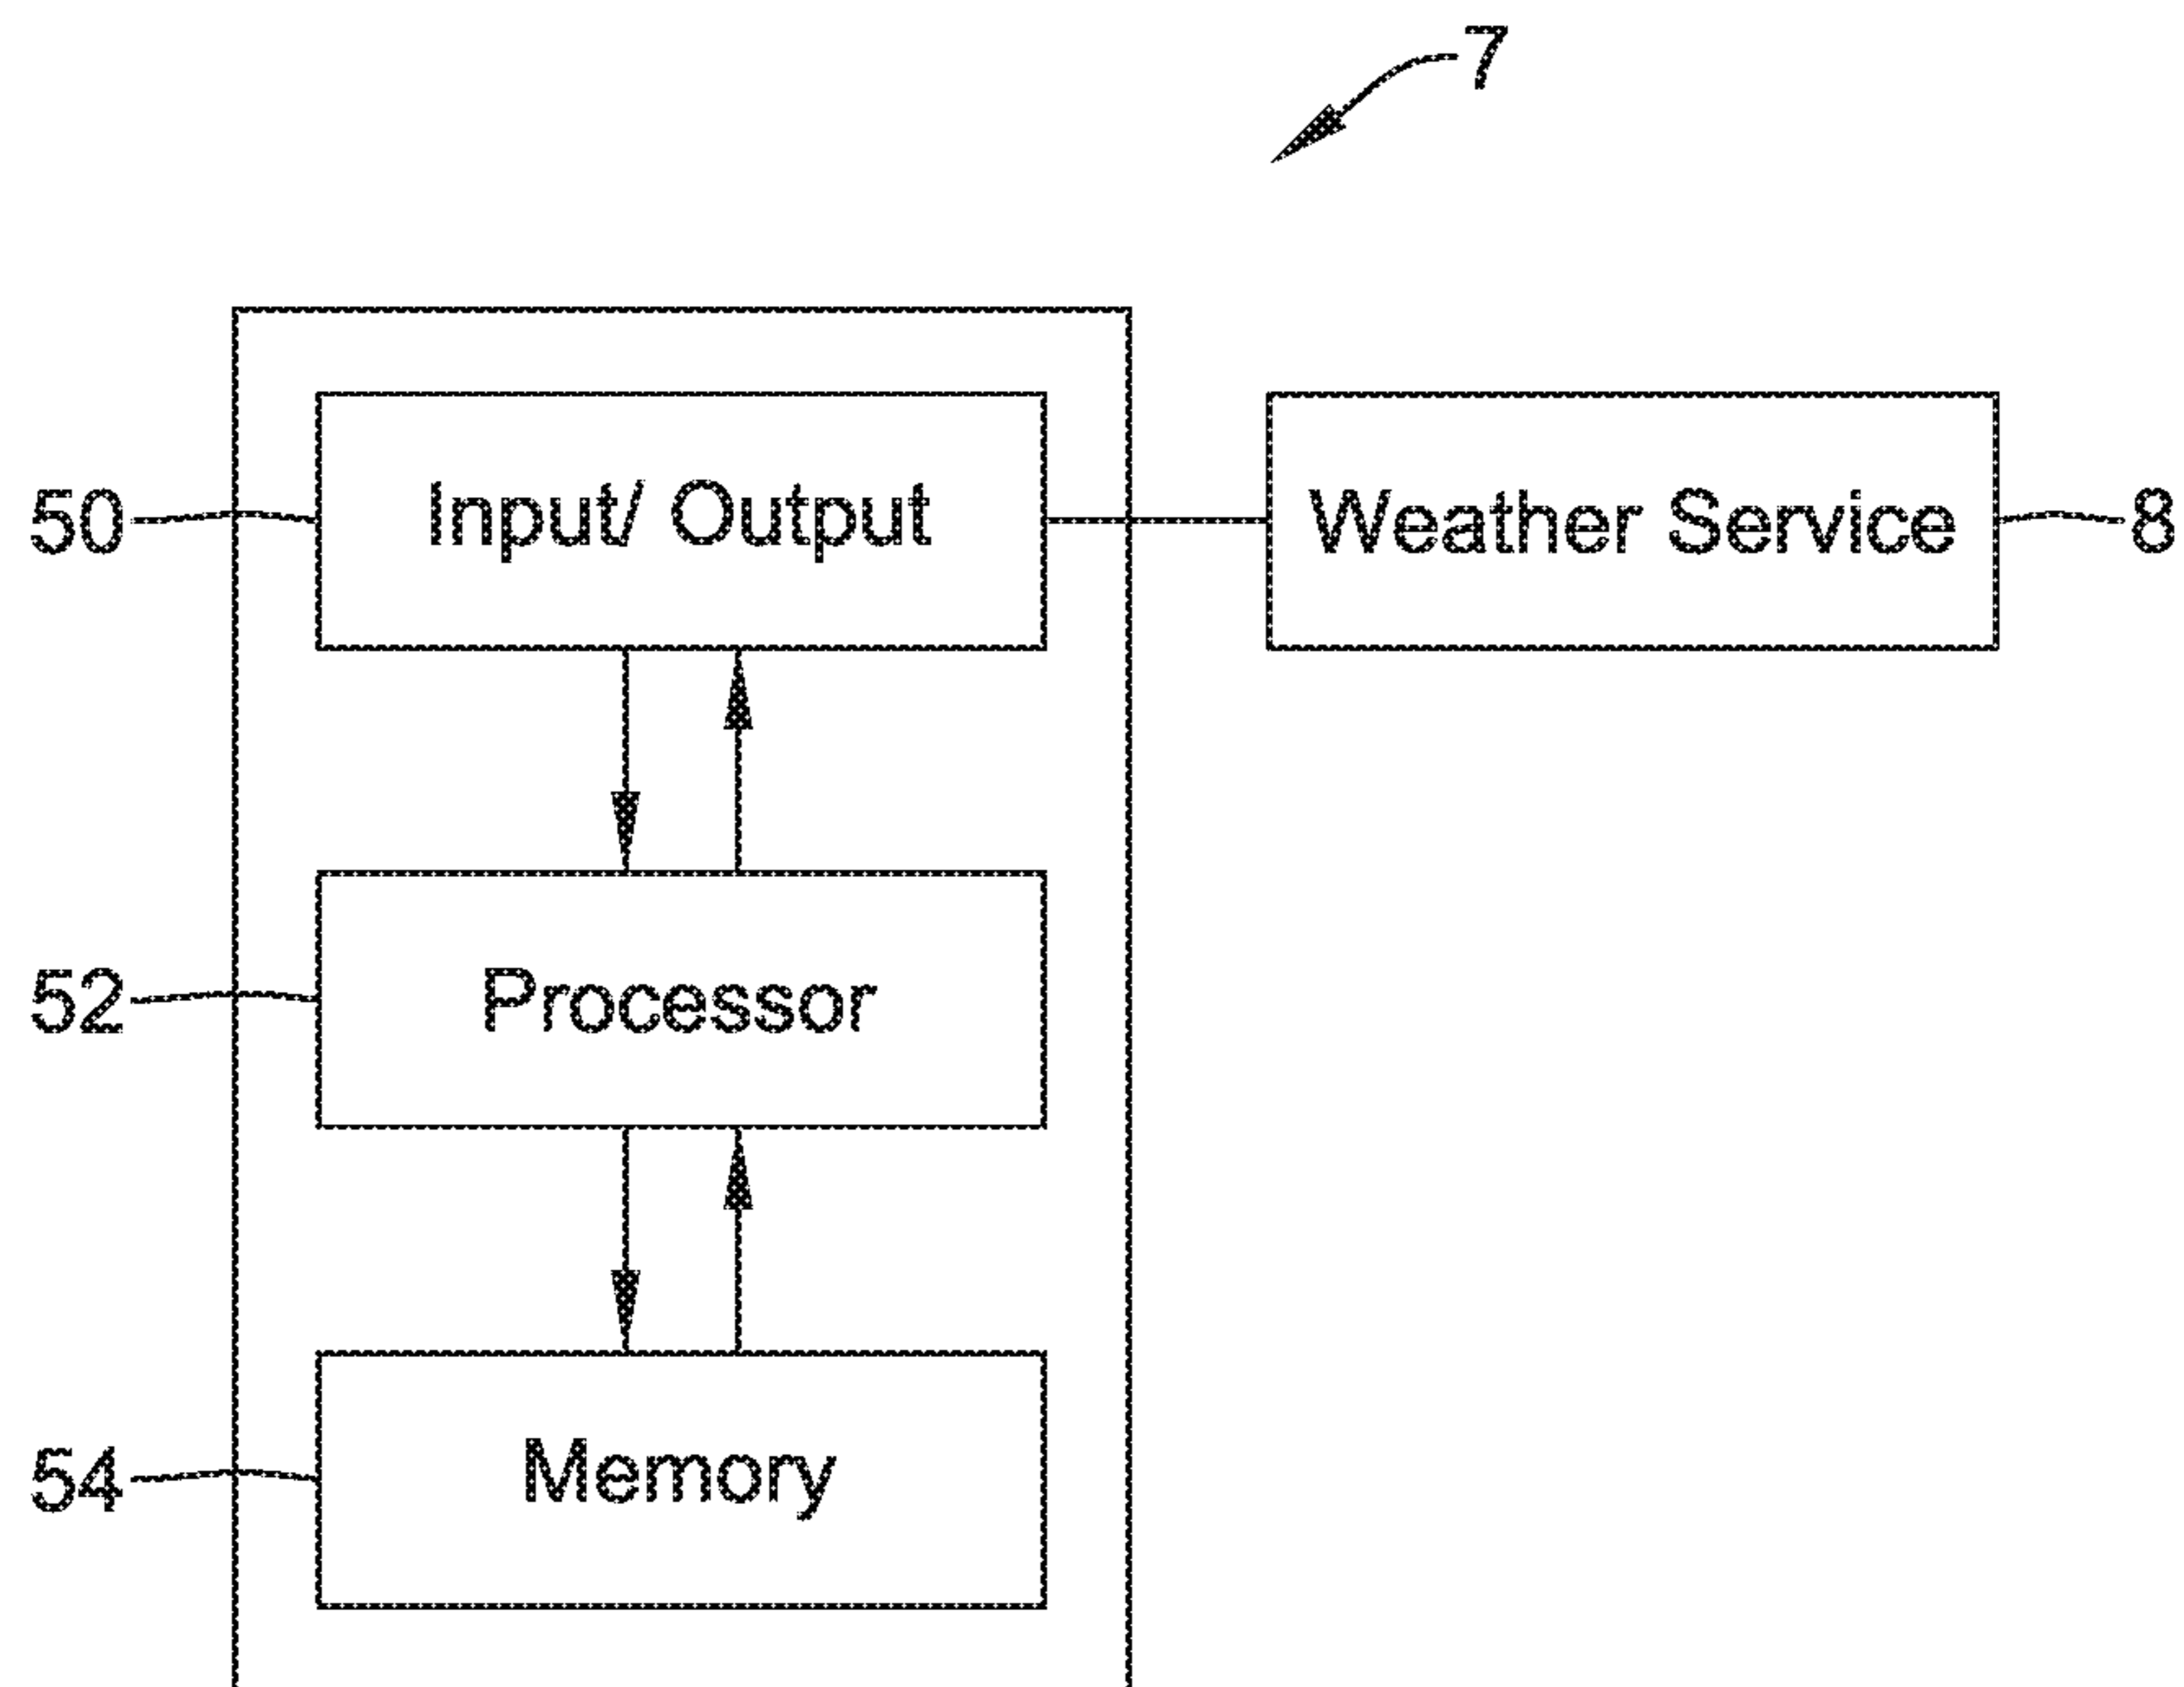 7
50
Input/ Output
Weather Service
8
52
Processor
54
Memory